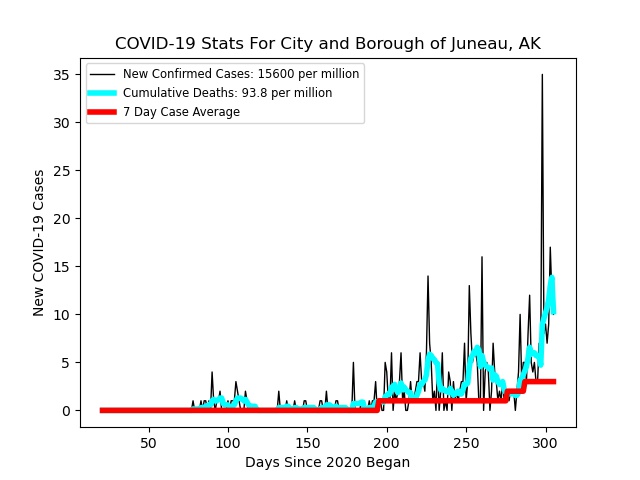 COVID-19 Stats For City and Borough of Juneau, AK
New Confirmed Cases: 15600 per million
Cumulative Deaths: 93.8 per million
7 Day Case Average
New COVID-19 Cases
35
30
25
20
15
10
5
0
50 100 150 200 250 300
Days Since 2020 Began